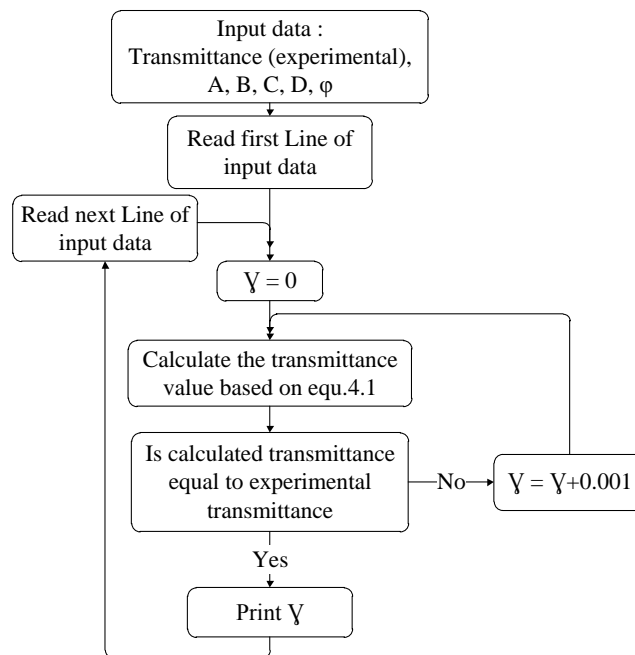 Input data :
Transmittance (experimental),
A, B, C, D, φ
Read first Line of
input data
Read next Line of
input data
Ɣ = 0
Calculate the transmittance
value based on equ.4.1
Is calculated transmittance
equal to experimental
transmittance
No
Ɣ = Ɣ+0.001
Yes
Print Ɣ